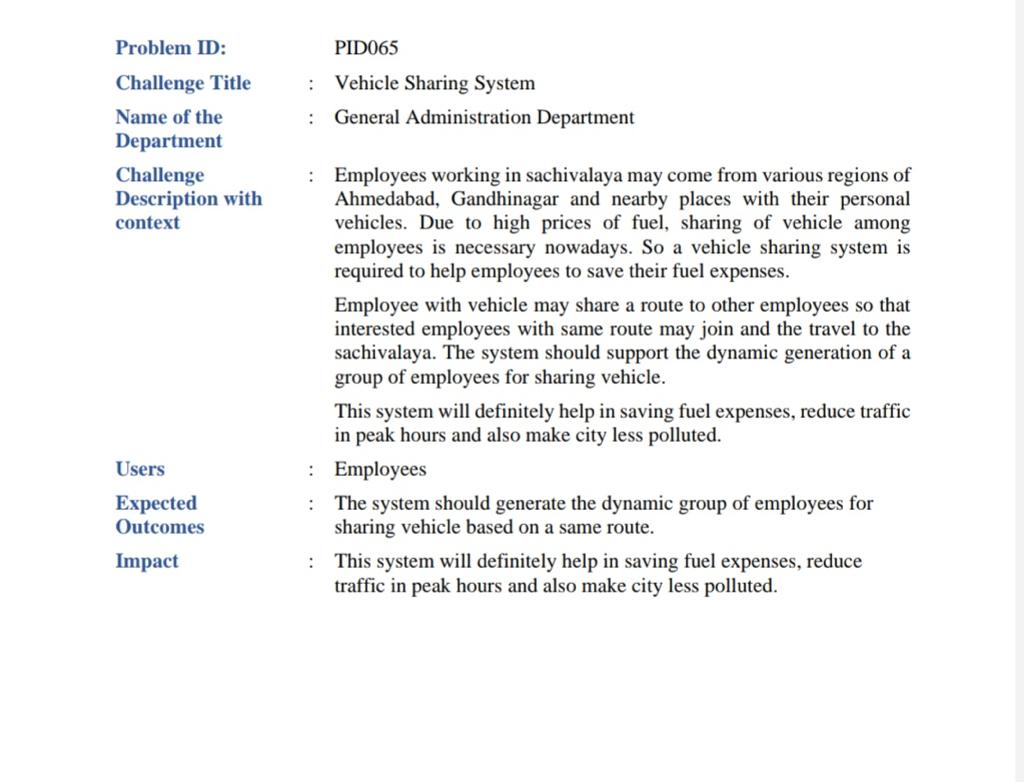 Problem ID: PID065
Challenge Title : Vehicle Sharing System
Name of the : General Administration Department
Department
Challenge : Employees working in sachivalaya may come from various regions of
Description with Ahmedabad, Gandhinagar and nearby places with their personal
context vehicles. Due to high prices of fuel, sharing of vehicle among
employees is necessary nowadays. So a vehicle sharing system is
required to help employees to save their fuel expenses.
Employee with vehicle may share a route to other employees so that
interested employees with same route may join and the travel to the
sachivalaya. The system should support the dynamic generation of a
group of employees for sharing vehicle.
This system will definitely help in saving fuel expenses, reduce traffic
in peak hours and also make city less polluted.
Users : Employees
Expected : The system should generate the dynamic group of employees for
Outcomes sharing vehicle based on a same route.
Impact : This system will definitely help in saving fuel expenses, reduce
traffic in peak hours and also make city less polluted.